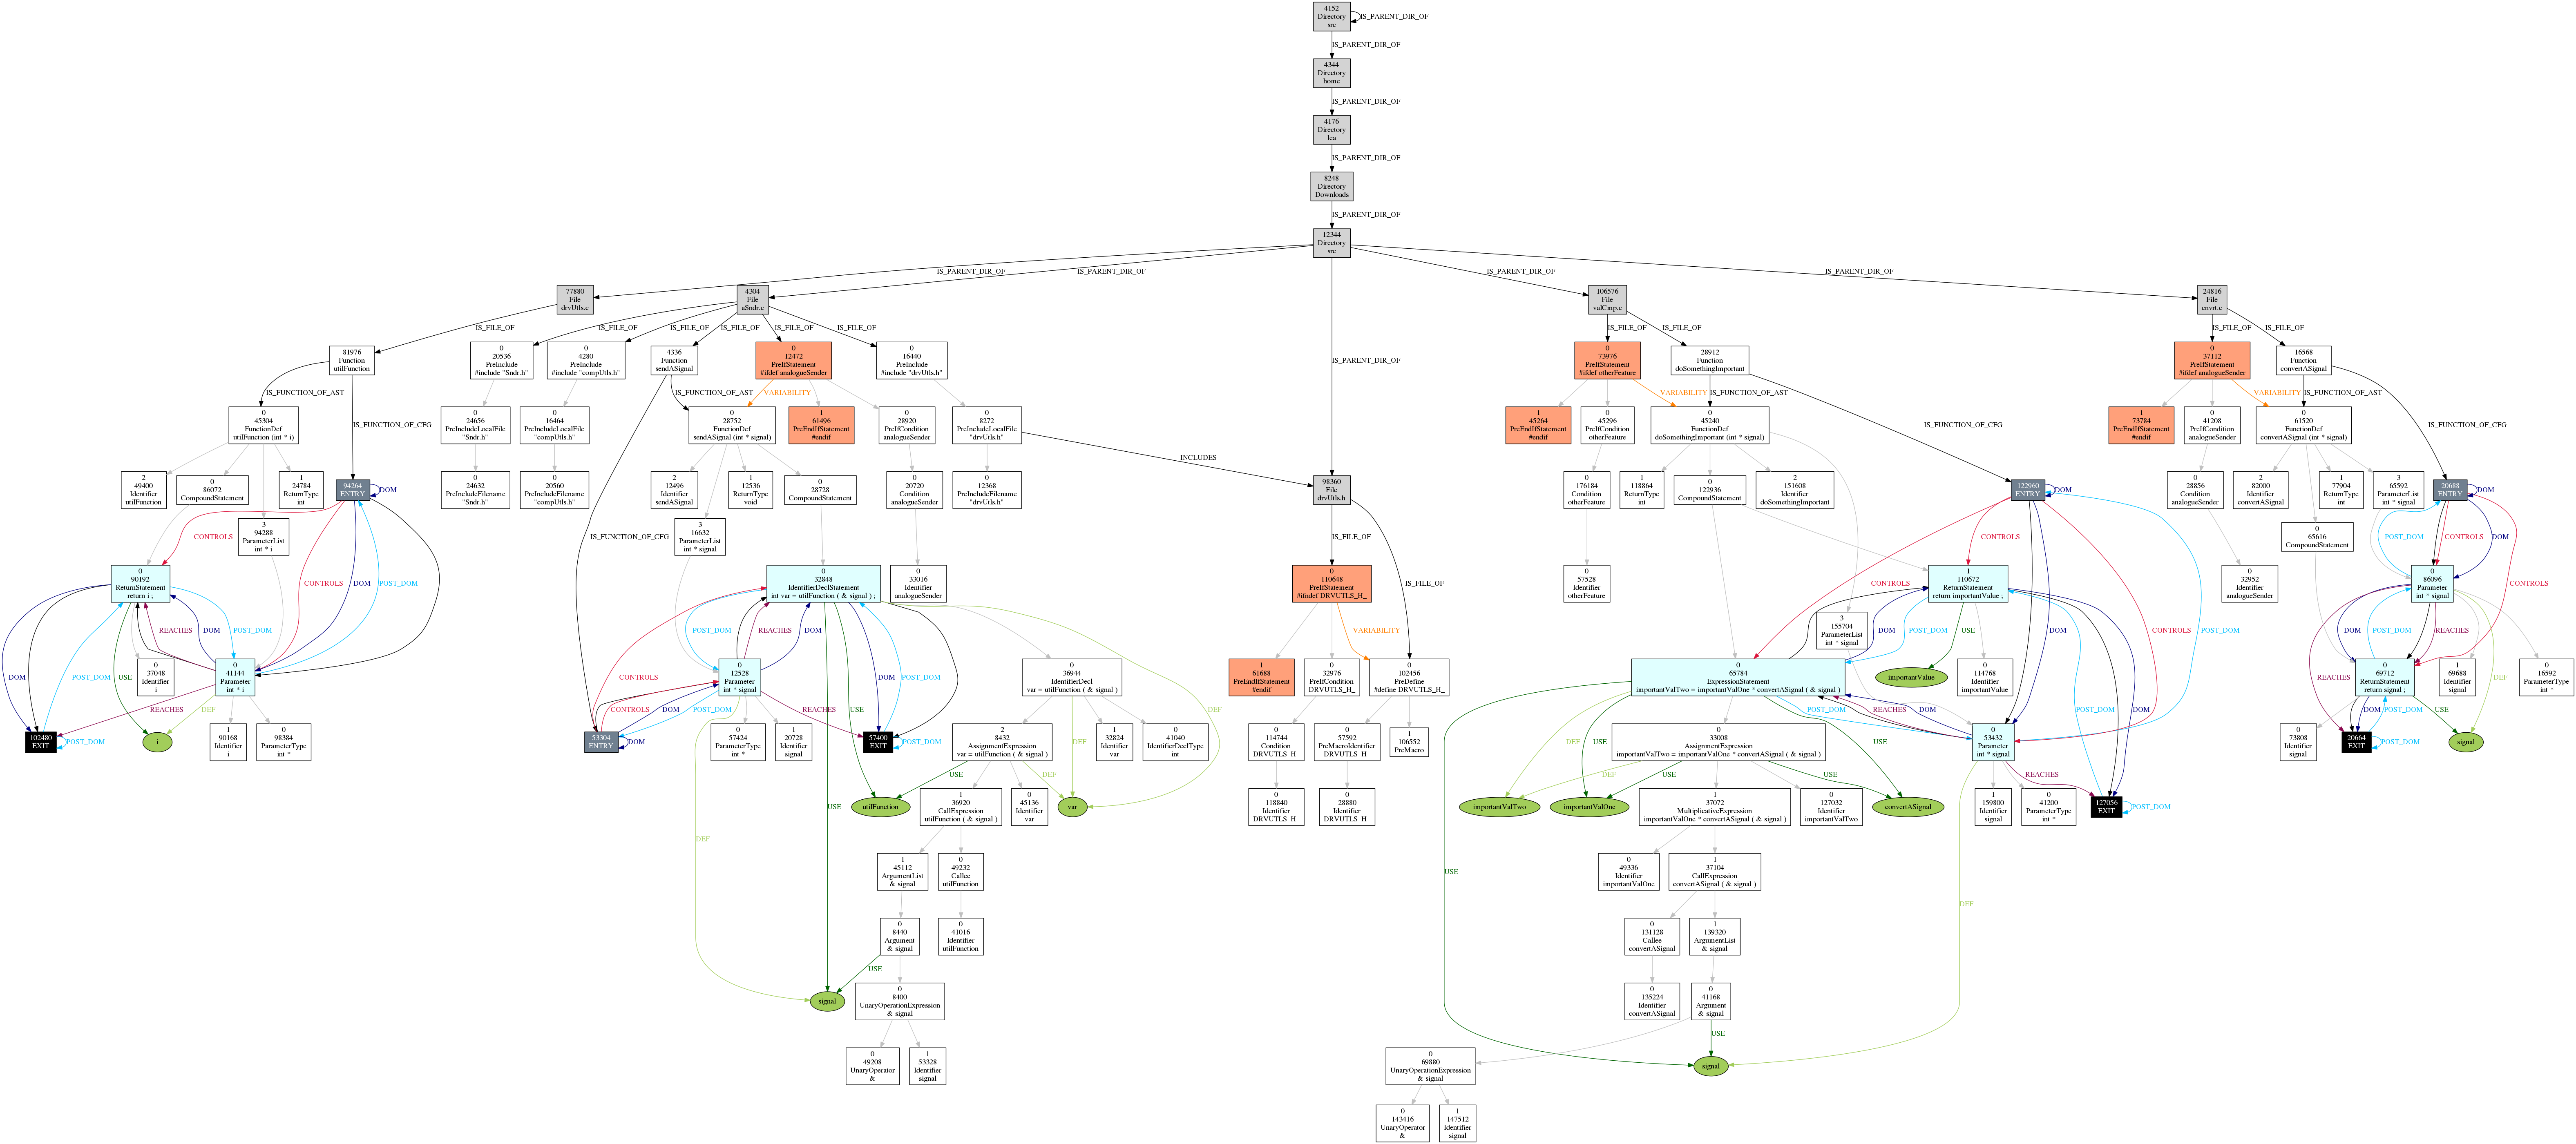 4152
Directory
src
IS_PARENT_DIR_OF
IS_PARENT_DIR_OF
4344
Directory
home
IS_PARENT_DIR_OF
4176
Directory
lea
IS_PARENT_DIR_OF
8248
Directory
Downloads
IS_PARENT_DIR_OF
12344
Directory
src
IS_PARENT_DIR_OF
IS_PARENT_DIR_OF
IS_PARENT_DIR_OF
IS_PARENT_DIR_OF
IS_PARENT_DIR_OF
77880
File
drvUtls.c
4304
File
aSndr.c
106576
File
valCmp.c
24816
File
cnvrt.c
IS_FILE_OF
IS_FILE_OF
IS_FILE_OF
IS_FILE_OF
IS_FILE_OF
IS_FILE_OF
IS_FILE_OF
IS_FILE_OF
IS_FILE_OF
IS_FILE_OF
81976
Function
utilFunction
0
20536
PreInclude
#include "Sndr.h"
0
4280
PreInclude
#include "compUtls.h"
4336
Function
sendASignal
0
12472
PreIfStatement
#ifdef analogueSender
0
16440
PreInclude
#include "drvUtls.h"
0
73976
PreIfStatement
#ifdef otherFeature
28912
Function
doSomethingImportant
0
37112
PreIfStatement
#ifdef analogueSender
16568
Function
convertASignal
IS_FUNCTION_OF_AST
IS_FUNCTION_OF_AST
VARIABILITY
VARIABILITY
IS_FUNCTION_OF_AST
VARIABILITY
IS_FUNCTION_OF_AST
0
45304
FunctionDef
utilFunction (int * i)
IS_FUNCTION_OF_CFG
0
24656
PreIncludeLocalFile
"Sndr.h"
0
16464
PreIncludeLocalFile
"compUtls.h"
0
28752
FunctionDef
sendASignal (int * signal)
1
61496
PreEndIfStatement
#endif
0
28920
PreIfCondition
analogueSender
0
8272
PreIncludeLocalFile
"drvUtls.h"
1
45264
PreEndIfStatement
#endif
0
45296
PreIfCondition
otherFeature
0
45240
FunctionDef
doSomethingImportant (int * signal)
IS_FUNCTION_OF_CFG
1
73784
PreEndIfStatement
#endif
0
41208
PreIfCondition
analogueSender
0
61520
FunctionDef
convertASignal (int * signal)
IS_FUNCTION_OF_CFG
INCLUDES
2
49400
Identifier
utilFunction
0
86072
CompoundStatement
1
24784
ReturnType
int
94264
ENTRY
DOM
0
24632
PreIncludeFilename
"Sndr.h"
0
20560
PreIncludeFilename
"compUtls.h"
2
12496
Identifier
sendASignal
1
12536
ReturnType
void
0
28728
CompoundStatement
0
20720
Condition
analogueSender
0
12368
PreIncludeFilename
"drvUtls.h"
98360
File
drvUtls.h
0
176184
Condition
otherFeature
1
118864
ReturnType
int
0
122936
CompoundStatement
2
151608
Identifier
doSomethingImportant
122960
ENTRY
DOM
0
28856
Condition
analogueSender
2
82000
Identifier
convertASignal
1
77904
ReturnType
int
3
65592
ParameterList
int * signal
20688
ENTRY
DOM
CONTROLS
3
94288
ParameterList
int * i
IS_FUNCTION_OF_CFG
3
16632
ParameterList
int * signal
IS_FILE_OF
0
65616
CompoundStatement
POST_DOM
CONTROLS
DOM
0
90192
ReturnStatement
return i ;
CONTROLS
DOM
POST_DOM
0
32848
IdentifierDeclStatement
int var = utilFunction ( & signal ) ;
0
33016
Identifier
analogueSender
0
110648
PreIfStatement
#ifndef DRVUTLS_H_
IS_FILE_OF
0
57528
Identifier
otherFeature
CONTROLS
1
110672
ReturnStatement
return importantValue ;
0
32952
Identifier
analogueSender
0
86096
Parameter
int * signal
CONTROLS
DOM
POST_DOM
REACHES
DOM
POST_DOM
CONTROLS
POST_DOM
REACHES
DOM
VARIABILITY
3
155704
ParameterList
int * signal
USE
POST_DOM
DOM
CONTROLS
DOM
POST_DOM
DOM
POST_DOM
REACHES
DOM
POST_DOM
REACHES
USE
0
37048
Identifier
i
0
41144
Parameter
int * i
0
12528
Parameter
int * signal
USE
DOM
POST_DOM
0
36944
IdentifierDecl
var = utilFunction ( & signal )
1
61688
PreEndIfStatement
#endif
0
32976
PreIfCondition
DRVUTLS_H_
0
102456
PreDefine
#define DRVUTLS_H_
0
65784
ExpressionStatement
importantValTwo = importantValOne * convertASignal ( & signal )
importantValue
0
114768
Identifier
importantValue
0
69712
ReturnStatement
return signal ;
1
69688
Identifier
signal
DEF
0
16592
ParameterType
int *
REACHES
DEF
CONTROLS
DOM
POST_DOM
REACHES
DEF
POST_DOM
REACHES
DOM
DOM
POST_DOM
USE
102480
EXIT
POST_DOM
i
1
90168
Identifier
i
0
98384
ParameterType
int *
53304
ENTRY
DOM
0
57424
ParameterType
int *
1
20728
Identifier
signal
57400
EXIT
POST_DOM
2
8432
AssignmentExpression
var = utilFunction ( & signal )
DEF
1
32824
Identifier
var
0
41040
IdentifierDeclType
int
0
114744
Condition
DRVUTLS_H_
0
57592
PreMacroIdentifier
DRVUTLS_H_
1
106552
PreMacro
DEF
USE
0
33008
AssignmentExpression
importantValTwo = importantValOne * convertASignal ( & signal )
USE
0
53432
Parameter
int * signal
0
73808
Identifier
signal
20664
EXIT
POST_DOM
signal
USE
DEF
DEF
USE
USE
REACHES
USE
utilFunction
1
36920
CallExpression
utilFunction ( & signal )
0
45136
Identifier
var
var
0
118840
Identifier
DRVUTLS_H_
0
28880
Identifier
DRVUTLS_H_
importantValTwo
importantValOne
1
37072
MultiplicativeExpression
importantValOne * convertASignal ( & signal )
0
127032
Identifier
importantValTwo
convertASignal
1
159800
Identifier
signal
0
41200
ParameterType
int *
127056
EXIT
POST_DOM
DEF
1
45112
ArgumentList
& signal
0
49232
Callee
utilFunction
USE
0
49336
Identifier
importantValOne
1
37104
CallExpression
convertASignal ( & signal )
DEF
0
8440
Argument
& signal
0
41016
Identifier
utilFunction
0
131128
Callee
convertASignal
1
139320
ArgumentList
& signal
USE
signal
0
8400
UnaryOperationExpression
& signal
0
135224
Identifier
convertASignal
0
41168
Argument
& signal
USE
0
49208
UnaryOperator
&
1
53328
Identifier
signal
0
69880
UnaryOperationExpression
& signal
signal
0
143416
UnaryOperator
&
1
147512
Identifier
signal